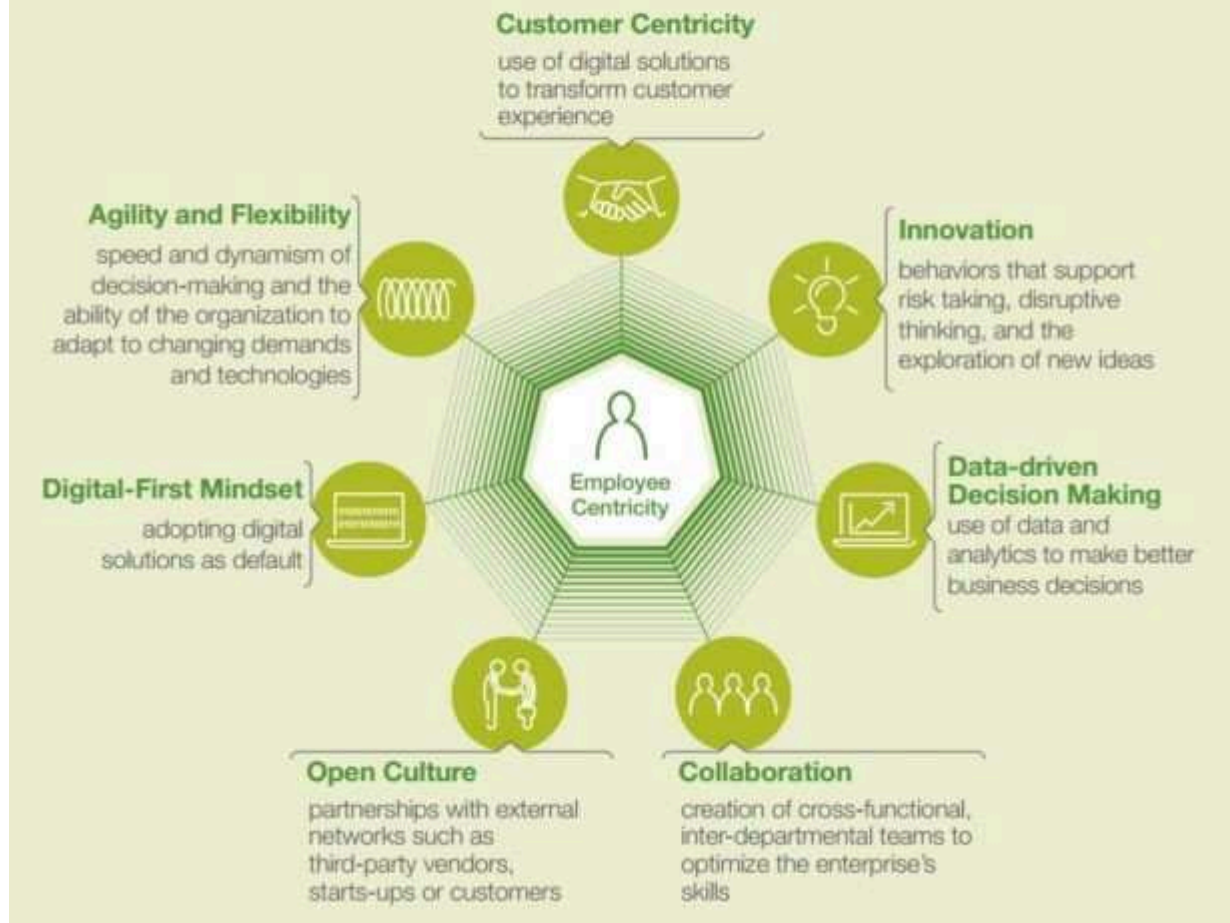 Customer Centricity
use of digital solutions
to transform customer
experience
Agility and Flexibility
speed and dynamism of
decision-making and the
ability of the organization to
adapt to changing demands
and technologies
Innovation
behaviors that support
risk taking, disruptive
thinking, and the
exploration of new ideas
Employee
Centricity
Digital-First Mindset
adopting digital
solutions as default
Data-driven
Decision Making
use of data and
analytics to make better
business decisions
Open Culture
partnerships with external
networks such as
third-party vendors,
starts-ups or customers
Collaboration
creation of cross-functional,
inter-departmental teams to
optimize the enterprise's
skills